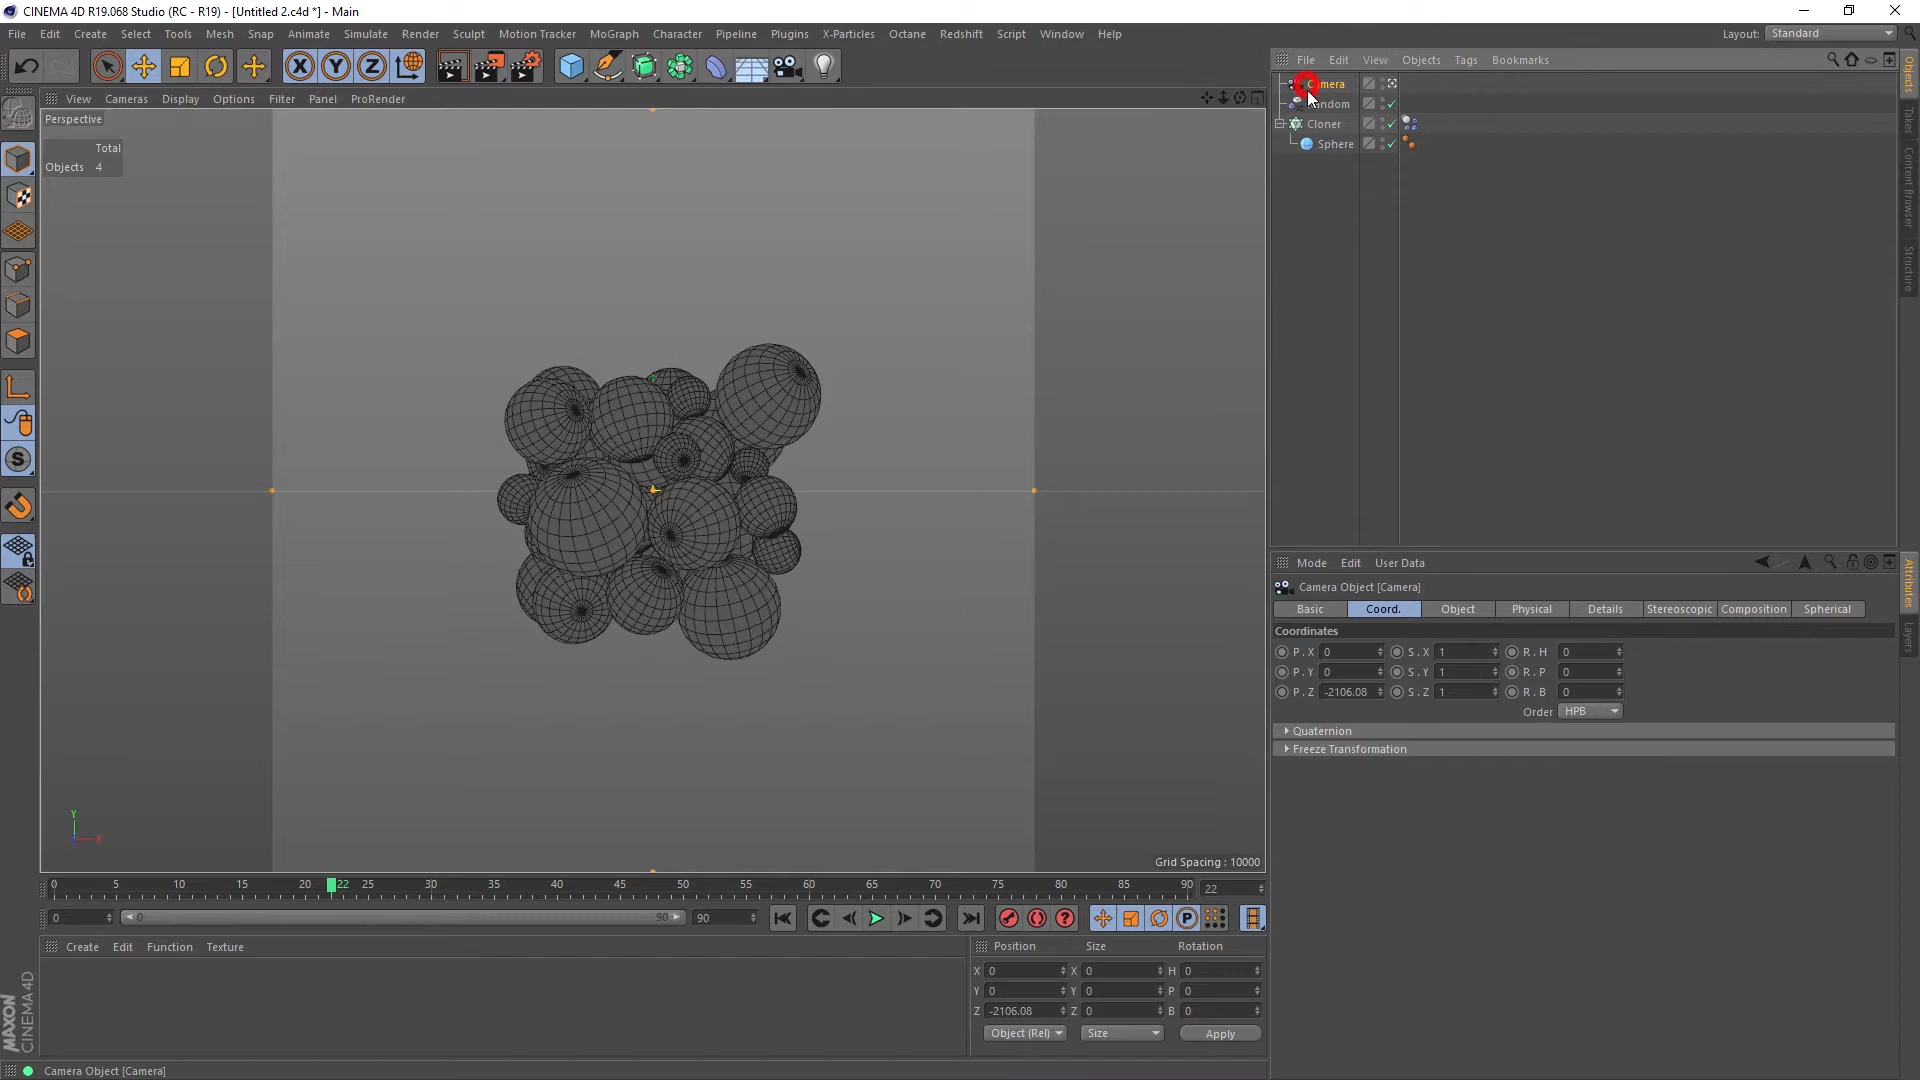 CINEMA 4D R19.068 Studio (RC - R19) - [Untitled 2.c4d *] - Main
File Edit Create Select Tools Mesh Snap Animate Simulate Render Sculpt Motion Tracker MoGraph Character Pipeline Plugins X-Particles Octane Redshift Script Window Help
Layout: Standard
File Edit View Objects Tags Bookmarks
View Cameras Display Options Filter Panel ProRender
Perspective
Total
Objects 4
Cloner
Sphere
Objects
Takes
Content Browser
Structure
Mode Edit User Data
Camera Object [Camera]
Basic Coord. Object Physical Details Stereoscopic Composition Spherical
Coordinates
P . X 0 S . X 1 R . H 0
P . Y 0 S . Y 1 R . P 0
P . Z -2106.08 S . Z 1 R . B 0
Order HPB
Quaternion
Freeze Transformation
Attributes
Layers
Y
X
Grid Spacing : 10000
0 5 10 15 20 22 25 30 35 40 45 50 55 60 65 70 75 80 85 90 22
0 0 90 90
Create Edit Function Texture
Position Size Rotation
X 0 X 0 H 0
Y 0 Y 0 P 0
Z -2106.08 Z 0 B 0
Object (Rel) Size Apply
MAXON CINEMA 4D
Camera Object [Camera]